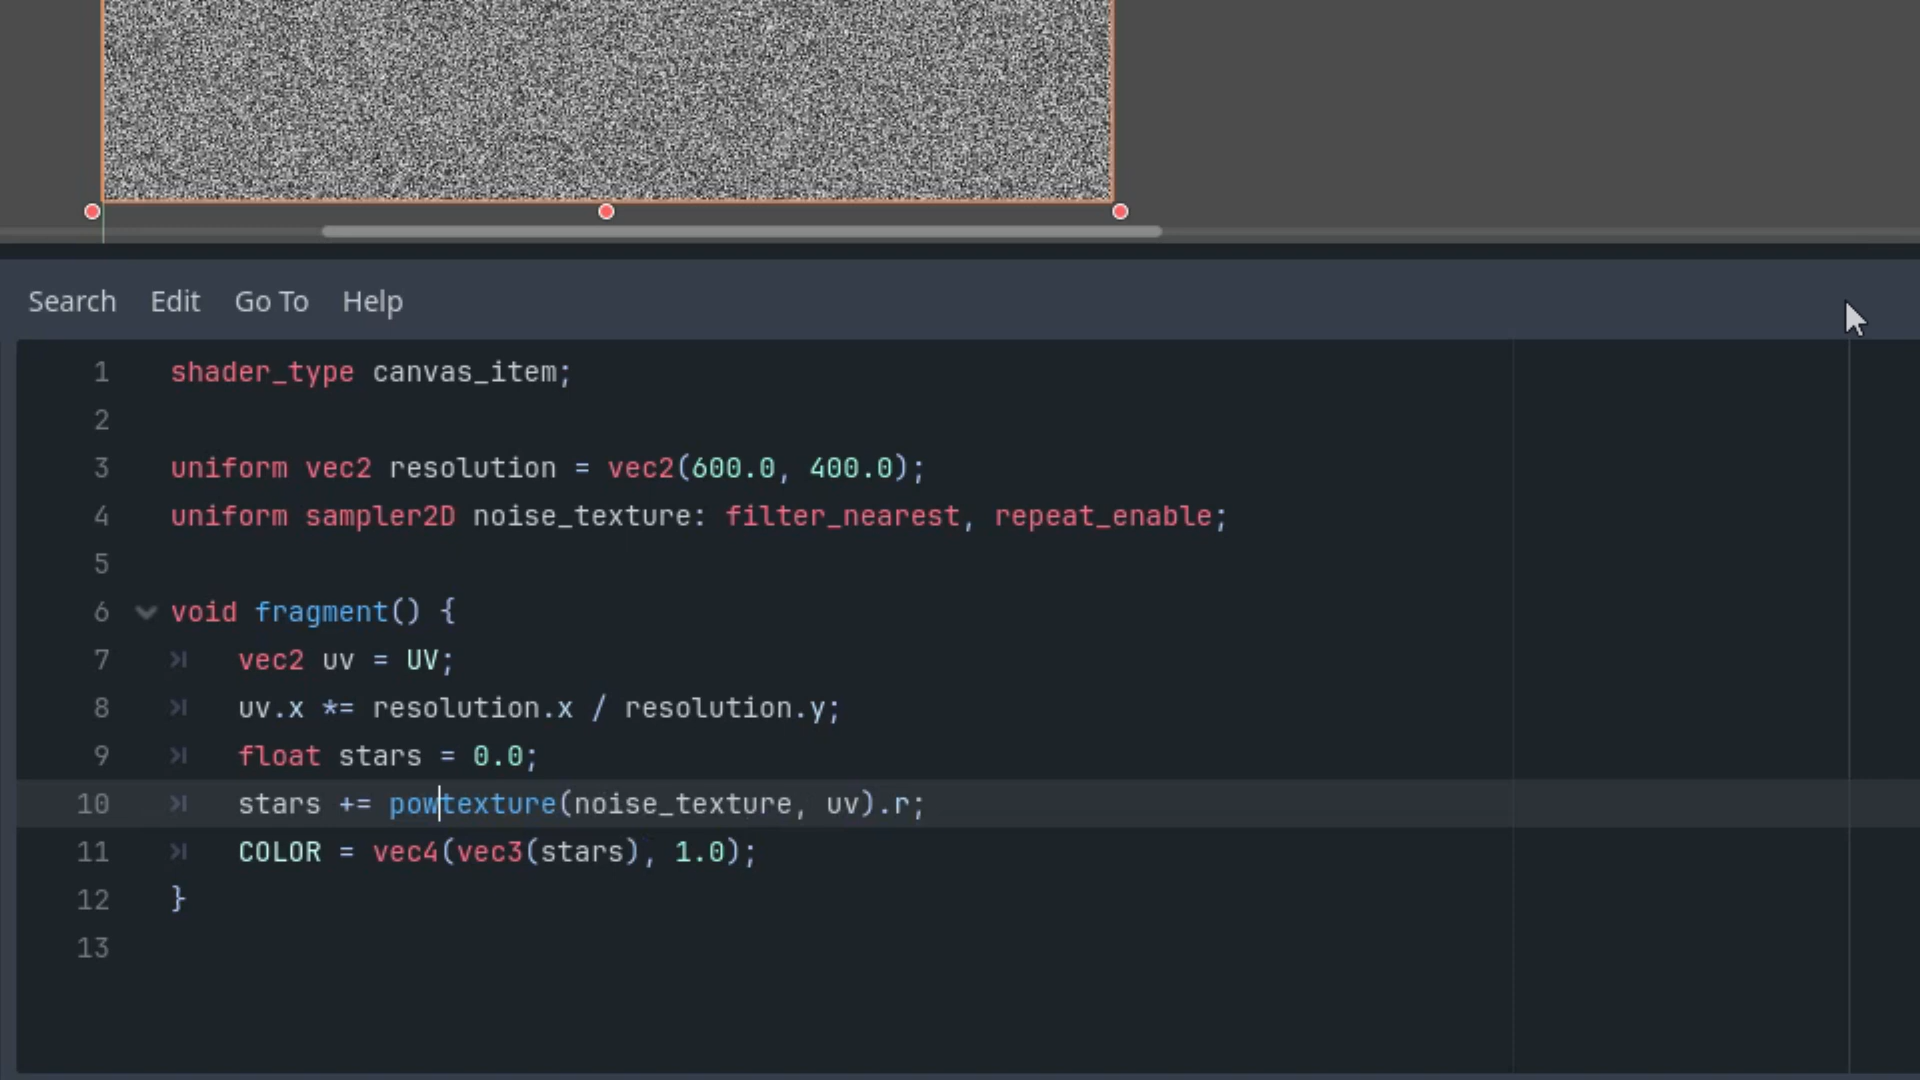 Search Edit Go To Help
1 shader_type canvas_item;
2
3 uniform vec2 resolution = vec2(600.0, 400.0);
4 uniform sampler2D noise_texture: filter_nearest, repeat_enable;
5
6 void fragment() {
7 vec2 uv = UV;
8 uv.x *= resolution.x / resolution.y;
9 float stars = 0.0;
10 stars += powtexture(noise_texture, uv).r;
11 COLOR = vec4(vec3(stars), 1.0);
12 }
13